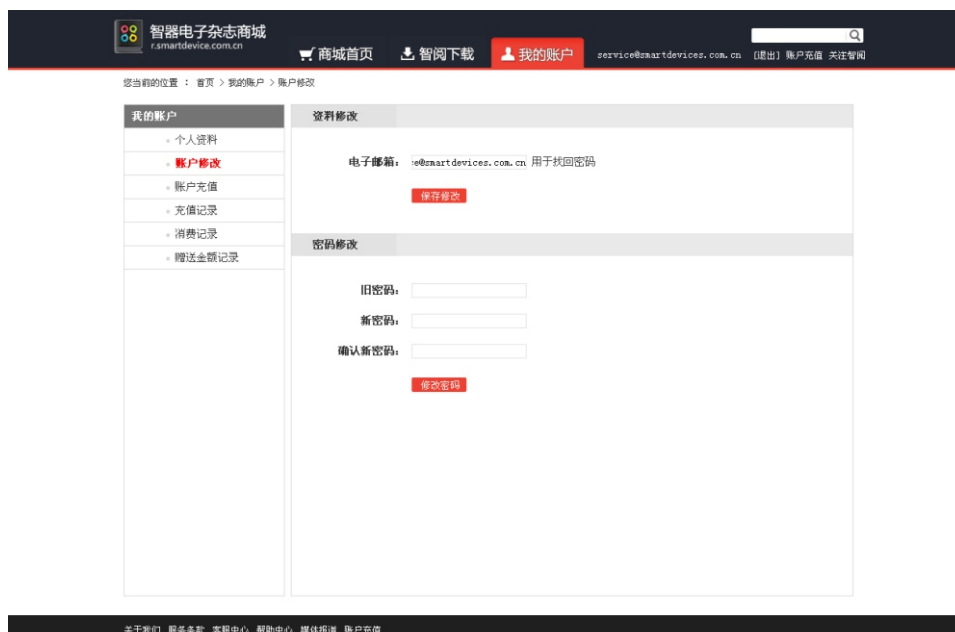 智器电子杂志商城
r.smartdevice.com.cn
商城首页 智阅下载 我的账户 service@smartdevices.com.cn [退出] 账户充值 关注智阅
您当前的位置 : 首页 > 我的账户 > 账户修改
我的账户
个人资料
账户修改
账户充值
充值记录
消费记录
赠送金额记录
资料修改
电子邮箱: e@smartdevices.com.cn 用于找回密码
保存修改
密码修改
旧密码:
新密码:
确认新密码:
修改密码
关于我们 服务条款 客服中心 帮助中心 媒体报道 账户充值